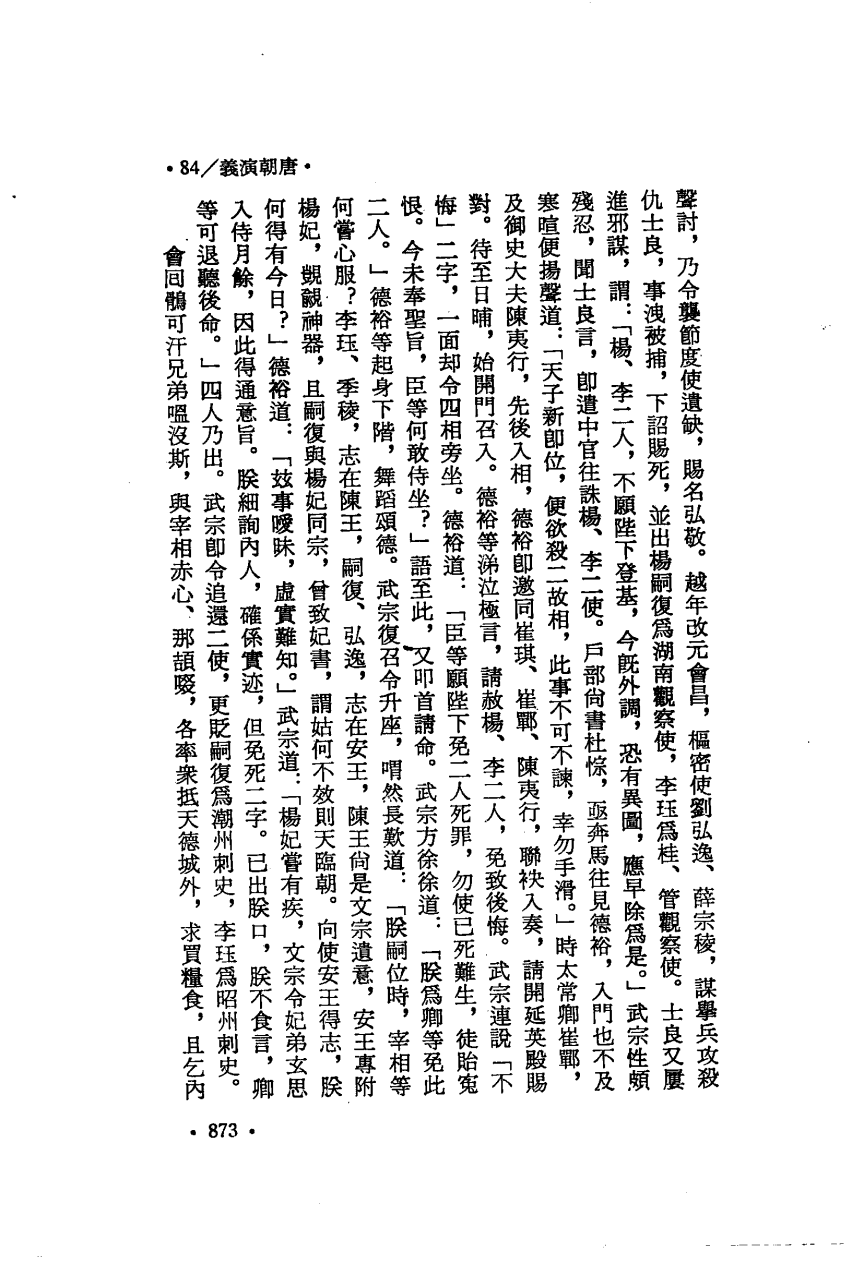 ·84／義演朝唐·
聲討，乃令襲節度使遺缺，賜名弘敬。越年改元會昌，樞密使劉弘逸、薛宗稜，謀舉兵攻殺
仇士良，事洩被捕，下詔賜死，並出楊嗣復爲湖南觀察使，李珏爲桂、管觀察使。士良又屢
進邪謀，謂：「楊、李二人，不願陛下登基，今旣外調，恐有異圖，應早除爲是。」武宗性頗
殘忍，聞士良言，卽遣中官往誅楊、李二使。戶部尙書杜悰，亟奔馬往見德裕，入門也不及
寒暄便揚聲道：「天子新卽位，便欲殺二故相，此事不可不諫，幸勿手滑。」時太常卿崔鄲，
及御史大夫陳夷行，先後入相，德裕卽邀同崔琪、崔鄲、陳夷行，聯袂入奏，請開延英殿賜
對。待至日晡，始開門召入。德裕等涕泣極言，請赦楊、李二人，免致後悔。武宗連說「不
悔」二字，一面却令四相旁坐。德裕道：「臣等願陛下免二人死罪，勿使已死難生，徒貽寃
恨。今未奉聖旨，臣等何敢侍坐？」語至此，又叩首請命。武宗方徐徐道：「朕爲卿等免此
二人。」德裕等起身下階，舞蹈頌德。武宗復召令升座，喟然長歎道：「朕嗣位時，宰相等
何嘗心服？李珏、季稜，志在陳王，嗣復、弘逸，志在安王，陳王尙是文宗遺意，安王專附
楊妃，覬覦神器，且嗣復與楊妃同宗，曾致妃書，謂姑何不效則天臨朝。向使安王得志，朕
何得有今日？」德裕道：「玆事曖昧，虛實難知。」武宗道：「楊妃嘗有疾，文宗令妃弟玄思
入侍月餘，因此得通意旨。朕細詢內人，確係實迹，但免死二字。已出朕口，朕不食言，卿
等可退聽後命。」四人乃出。武宗卽令追還二使，更貶嗣復爲潮州刺史，李珏爲昭州刺史。
會回鶻可汗兄弟嗢沒斯，與宰相赤心、那頡啜，各率衆抵天德城外，求買糧食，且乞內
·873·